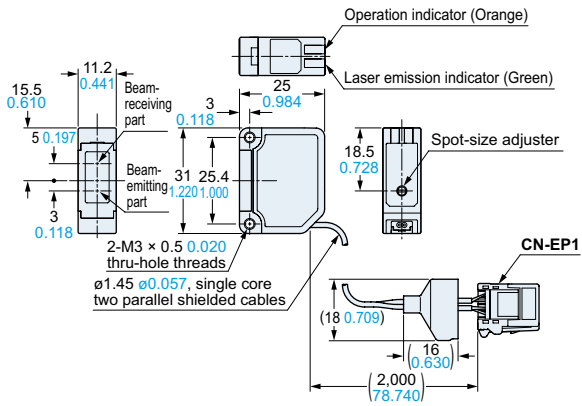 Operation indicator (Orange)
Laser emission indicator (Green)
11.2
0.441
15.5
0.610
Beam-
receiving
part
5 0.197
Beam-
emitting
part
3
0.118
25
0.984
3
0.118
31
1.220
25.4
1.000
18.5
0.728
Spot-size adjuster
2-M3 × 0.5 0.020
thru-hole threads
ø1.45 ø0.057, single core
two parallel shielded cables
CN-EP1
(18 0.709)
(16
0.630)
(2,000
78.740)